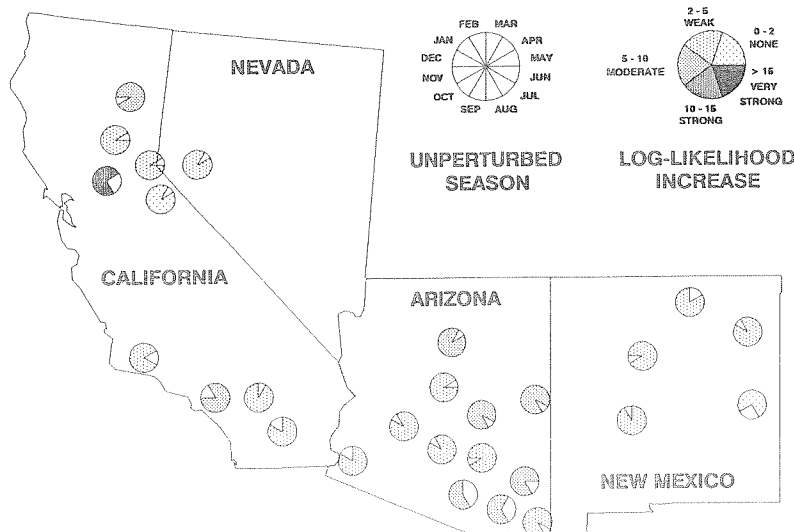 NEVADA
CALIFORNIA
ARIZONA
NEW MEXICO
FEB MAR
JAN APR
DEC MAY
NOV JUN
OCT JUL
SEP AUG
UNPERTURBED
SEASON
2 - 5
WEAK
0 - 2
NONE
5 - 10
MODERATE
> 15
VERY
STRONG
10 - 15
STRONG
LOG-LIKELIHOOD
INCREASE